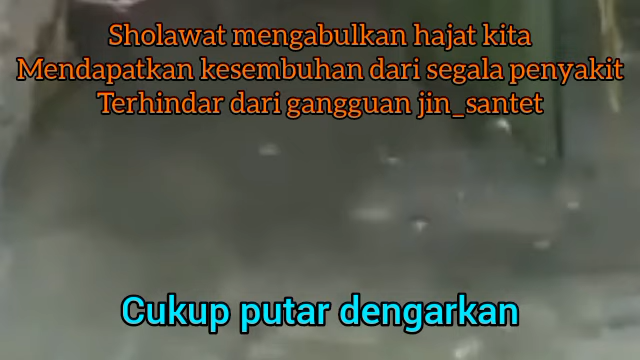 Sholawat mengabulkan hajat kita
Mendapatkan kesembuhan dari segala penyakit
Terhindar dari gangguan jin_santet
Cukup putar dengarkan